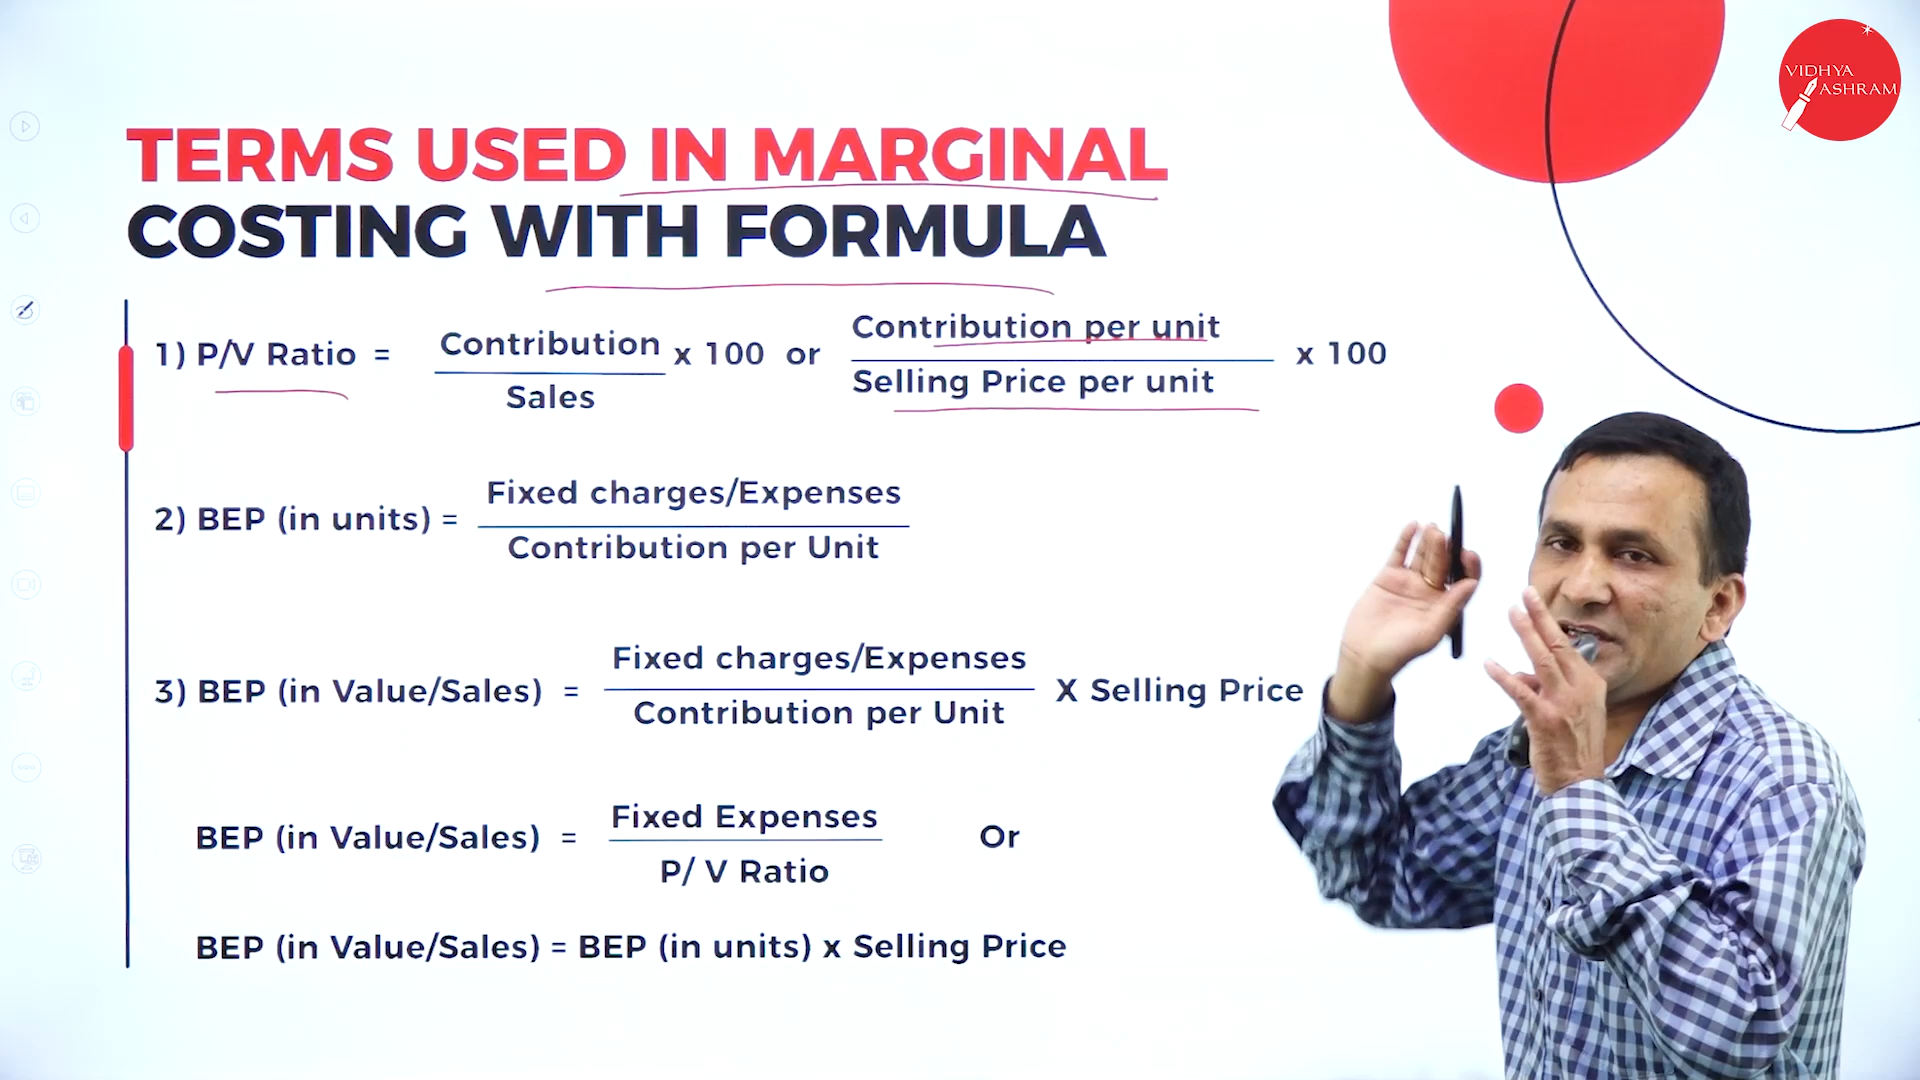 VIDHYA
ASHRAM
TERMS USED IN MARGINAL
COSTING WITH FORMULA
1) P/V Ratio = Contribution / Sales x 100 or Contribution per unit / Selling Price per unit x 100
2) BEP (in units) = Fixed charges/Expenses / Contribution per Unit
3) BEP (in Value/Sales) = Fixed charges/Expenses / Contribution per Unit X Selling Price
BEP (in Value/Sales) = Fixed Expenses / P/ V Ratio Or
BEP (in Value/Sales) = BEP (in units) x Selling Price